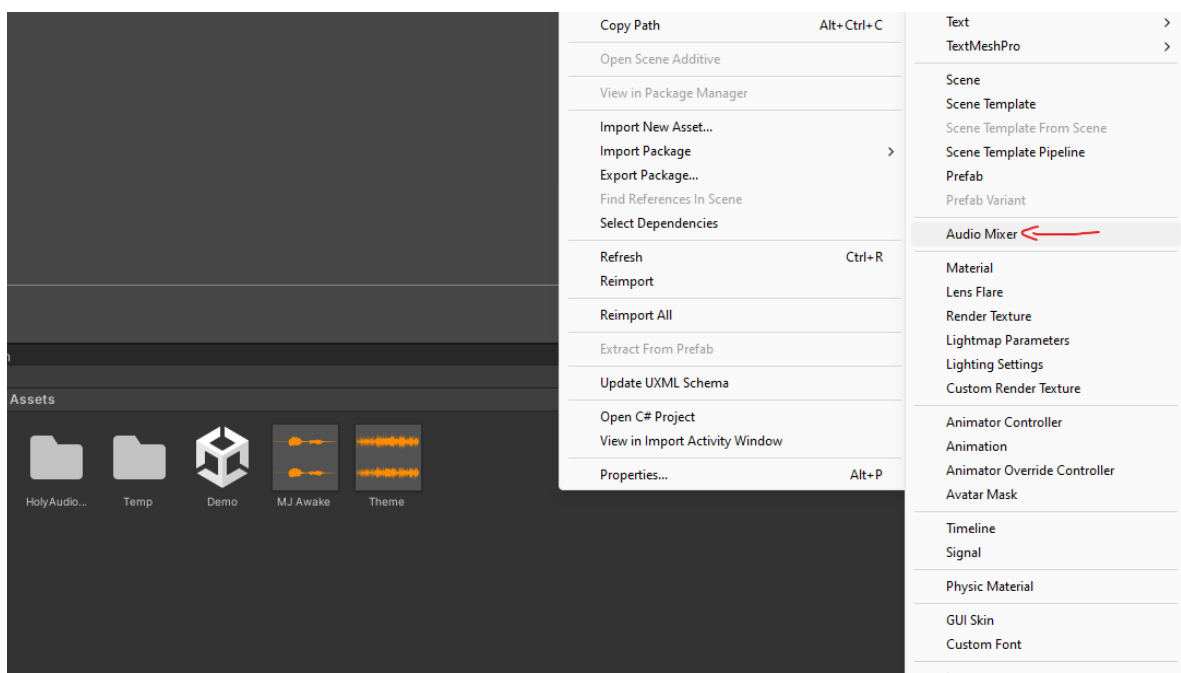 Copy Path Alt+Ctrl+C
Open Scene Additive
View in Package Manager
Import New Asset...
Import Package
Export Package...
Find References In Scene
Select Dependencies
Refresh Ctrl+R
Reimport
Reimport All
Extract From Prefab
Update UXML Schema
Open C# Project
View in Import Activity Window
Properties... Alt+P
Text
TextMeshPro
Scene
Scene Template
Scene Template From Scene
Scene Template Pipeline
Prefab
Prefab Variant
Audio Mixer
Material
Lens Flare
Render Texture
Lightmap Parameters
Lighting Settings
Custom Render Texture
Animator Controller
Animation
Animator Override Controller
Avatar Mask
Timeline
Signal
Physic Material
GUI Skin
Custom Font
Assets
HolyAudio... Temp Demo MJ Awake Theme